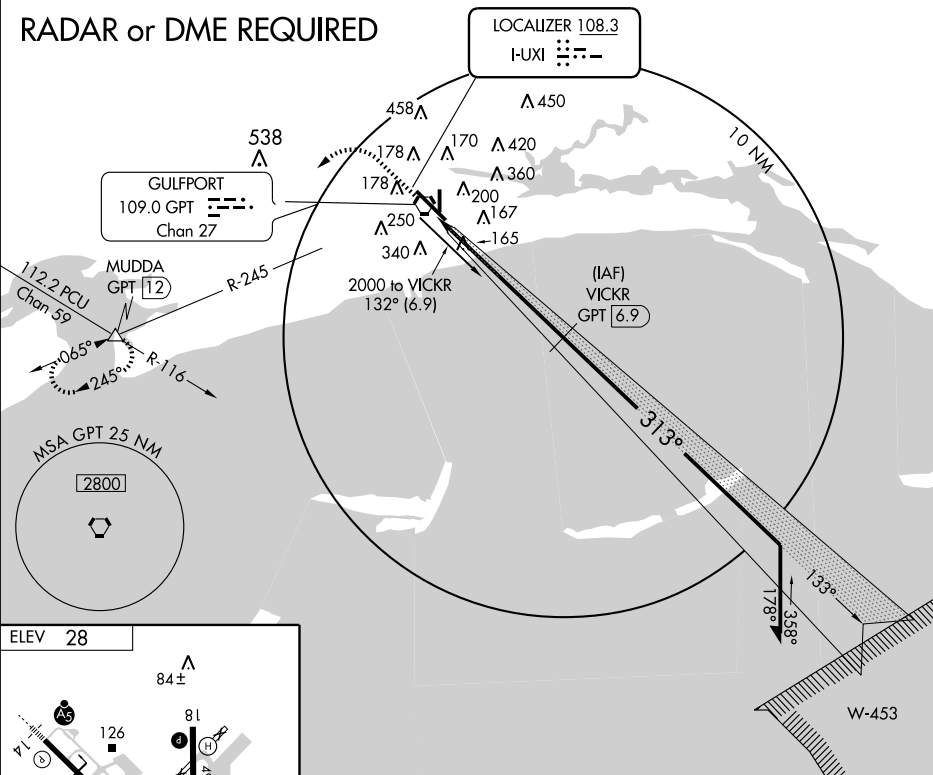 RADAR or DME REQUIRED
LOCALIZER 108.3
I-UXI
10 NM
458
450
538
178
170
420
360
178
200
167
250
165
340
GULFPORT
109.0 GPT
Chan 27
MUDDA
GPT 12
R-245
112.2 PCU
Chan 59
2000 to VICKR
132° (6.9)
(IAF)
VICKR
GPT 6.9
065°
245°
R-116
313°
MSA GPT 25 NM
2800
133°
178°
358°
W-453
ELEV 28
84±
A5
126
18
14
P
P
H